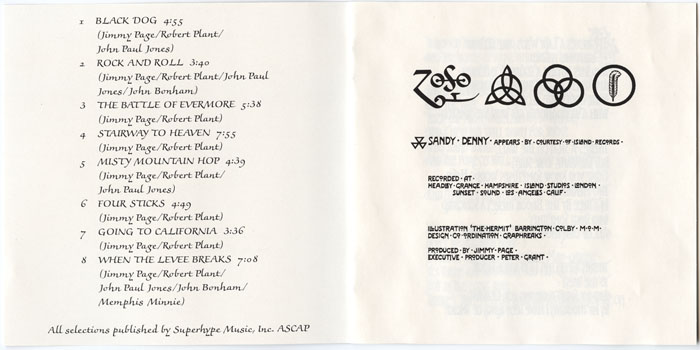 1 BLACK DOG 4:55
(Jimmy Page/Robert Plant/
John Paul Jones)
2 ROCK AND ROLL 3:40
(Jimmy Page/Robert Plant/John Paul
Jones/John Bonham)
3 THE BATTLE OF EVERMORE 5:38
(Jimmy Page/Robert Plant)
4 STAIRWAY TO HEAVEN 7:55
(Jimmy Page/Robert Plant)
5 MISTY MOUNTAIN HOP 4:39
(Jimmy Page/Robert Plant/
John Paul Jones)
6 FOUR STICKS 4:49
(Jimmy Page/Robert Plant)
7 GOING TO CALIFORNIA 3:36
(Jimmy Page/Robert Plant)
8 WHEN THE LEVEE BREAKS 7:08
(Jimmy Page/Robert Plant/
John Paul Jones/John Bonham/
Memphis Minnie)
All selections published by Superhype Music, Inc. ASCAP
ZOSO
SANDY · DENNY · APPEARS · BY · COURTESY · OF · ISLAND · RECORDS ·
RECORDED · AT ·
HEADLEY · GRANGE · HAMPSHIRE · ISLAND · STUDIOS · LONDON ·
SUNSET · SOUND · LOS · ANGELES · CALIF ·
ILLUSTRATION 'THE · HERMIT' BARRINGTON · COLBY · M · O · M ·
DESIGN · CO-ORDINATION · GRAPHREAKS ·
PRODUCED · BY · JIMMY · PAGE ·
EXECUTIVE · PRODUCER · PETER · GRANT ·